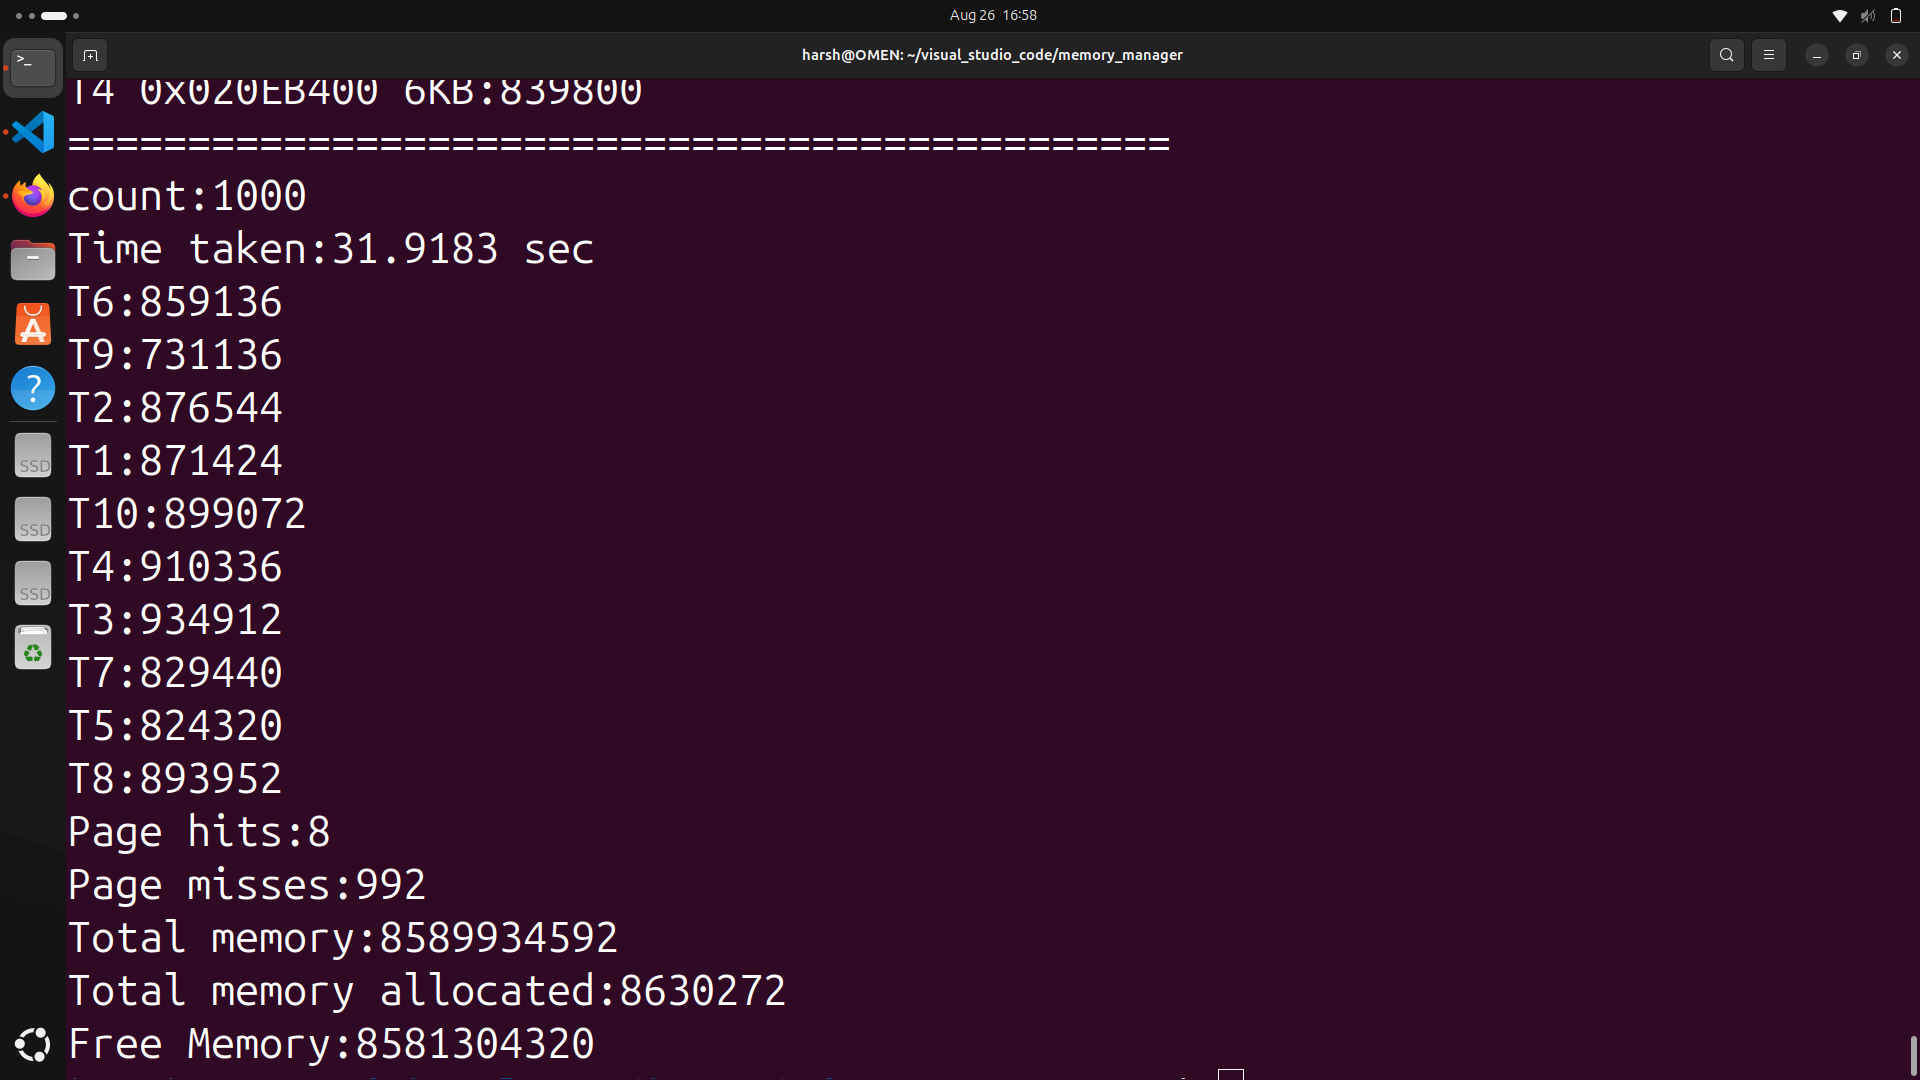 Aug 26 16:58
harsh@OMEN: ~/visual_studio_code/memory_manager
T4 0x020EB400 6KB:839800
==============================================
count:1000
Time taken:31.9183 sec
T6:859136
T9:731136
T2:876544
T1:871424
T10:899072
T4:910336
T3:934912
T7:829440
T5:824320
T8:893952
Page hits:8
Page misses:992
Total memory:8589934592
Total memory allocated:8630272
Free Memory:8581304320
>_
?
SSD
SSD
SSD